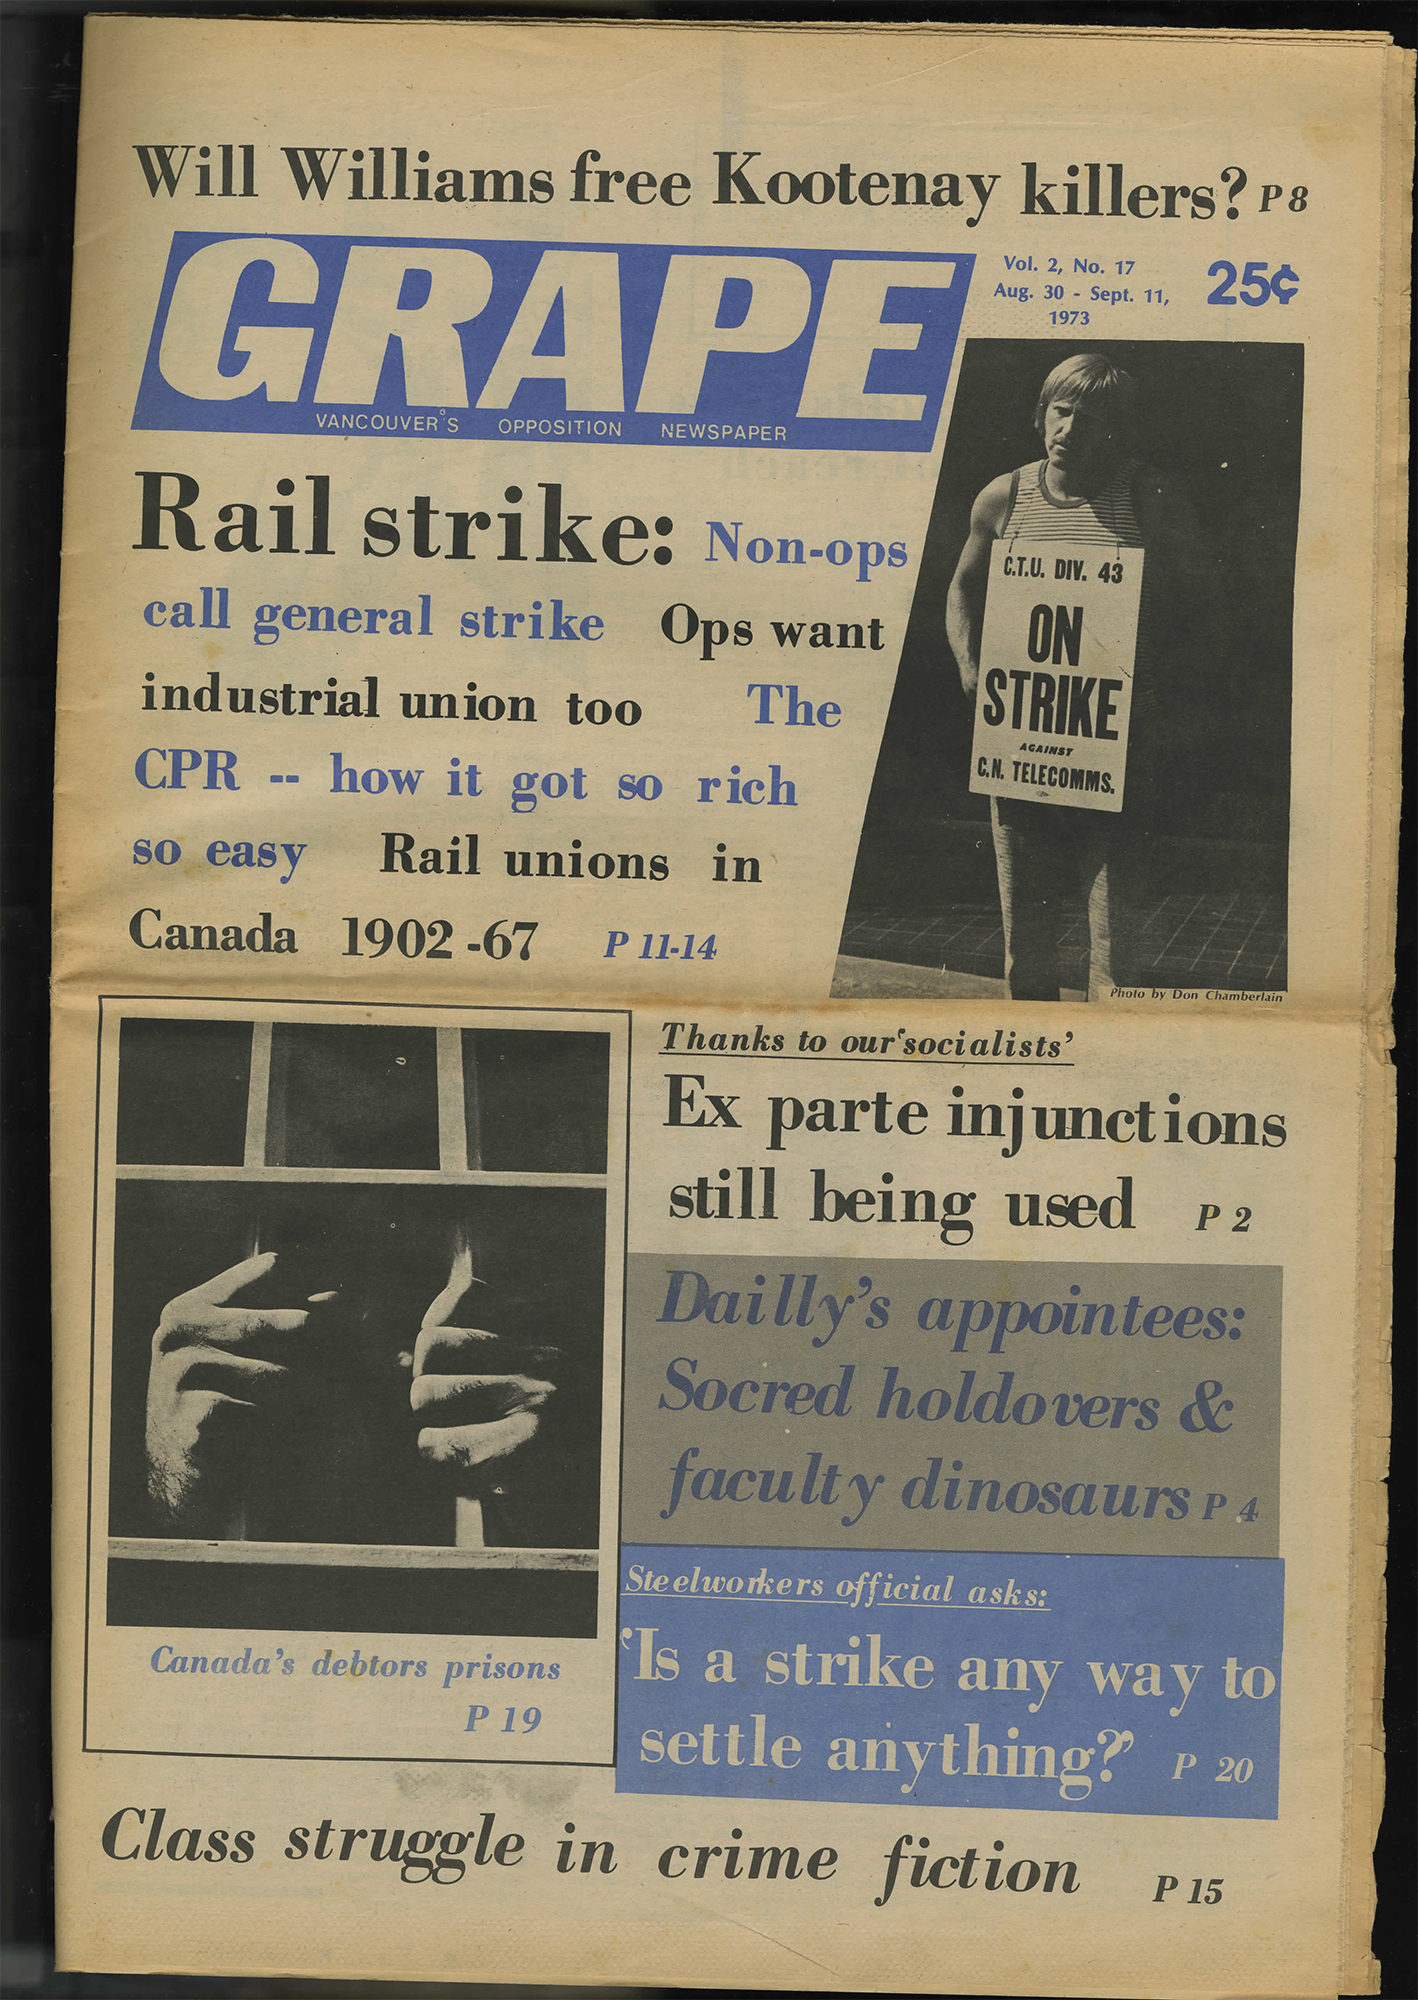 Will Williams free Kootenay killers? P 8
GRAPE
VANCOUVER'S OPPOSITION NEWSPAPER
Vol. 2, No. 17
Aug. 30 - Sept. 11,
1973
25¢
Rail strike: Non-ops
call general strike Ops want
industrial union too The
CPR -- how it got so rich
so easy Rail unions in
Canada 1902-67 P 11-14
C.T.U. DIV. 43
ON
STRIKE
AGAINST
C.N. TELECOMMS.
Photo by Don Chamberlain
Canada's debtors prisons
P 19
Thanks to our 'socialists'
Ex parte injunctions
still being used P 2
Dailly's appointees:
Socred holdovers &
faculty dinosaurs P 4
Steelworkers official asks:
'Is a strike any way to
settle anything?' P 20
Class struggle in crime fiction P 15